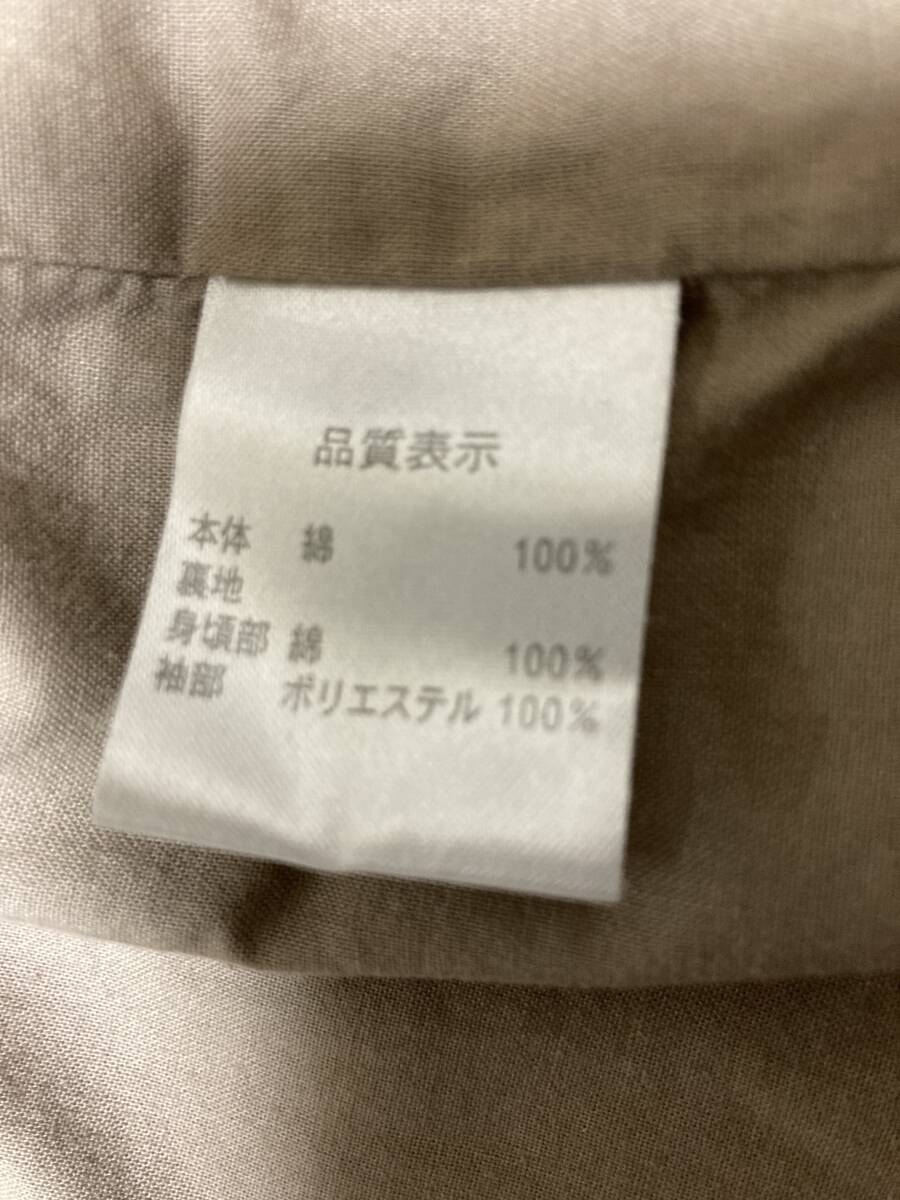 品質表示
本体 綿 100%
裏地
身頃部 綿 100%
袖部 ポリエステル 100%